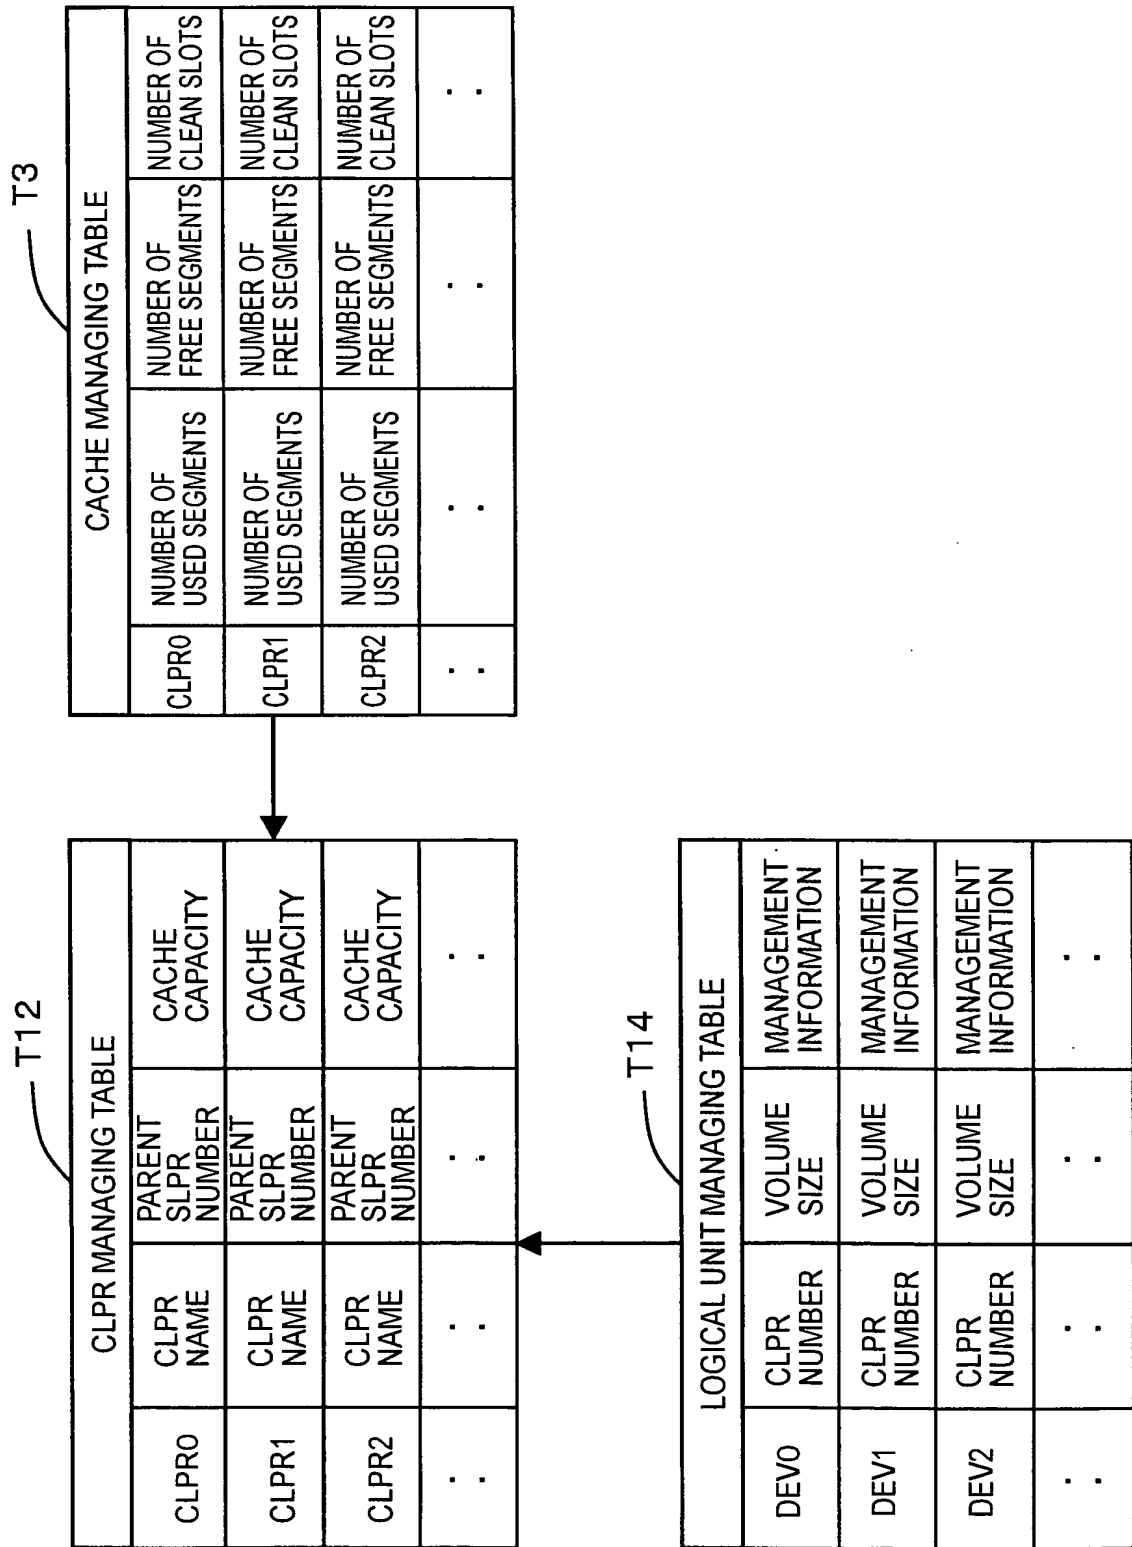 T12
CLPR MANAGING TABLE
CLPR0
CLPR
NAME
PARENT
SLPR
NUMBER
CACHE
CAPACITY
CLPR1
CLPR
NAME
PARENT
SLPR
NUMBER
CACHE
CAPACITY
CLPR2
CLPR
NAME
PARENT
SLPR
NUMBER
CACHE
CAPACITY
: : : :
T3
CACHE MANAGING TABLE
CLPR0
NUMBER OF
USED SEGMENTS
NUMBER OF
FREE SEGMENTS
NUMBER OF
CLEAN SLOTS
CLPR1
NUMBER OF
USED SEGMENTS
NUMBER OF
FREE SEGMENTS
NUMBER OF
CLEAN SLOTS
CLPR2
NUMBER OF
USED SEGMENTS
NUMBER OF
FREE SEGMENTS
NUMBER OF
CLEAN SLOTS
: : : :
T14
LOGICAL UNIT MANAGING TABLE
DEV0
CLPR
NUMBER
VOLUME
SIZE
MANAGEMENT
INFORMATION
DEV1
CLPR
NUMBER
VOLUME
SIZE
MANAGEMENT
INFORMATION
DEV2
CLPR
NUMBER
VOLUME
SIZE
MANAGEMENT
INFORMATION
: : : :